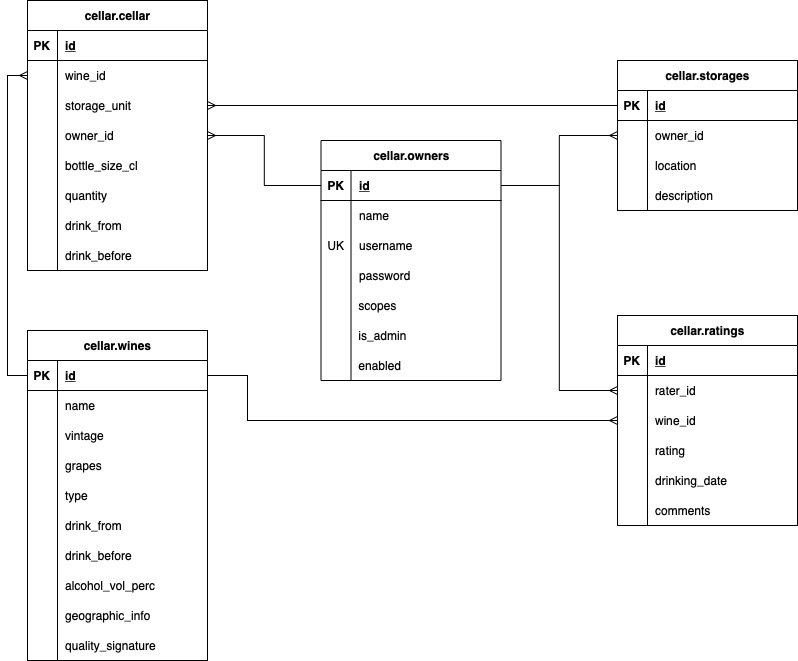 cellar.cellar
PK id
wine_id
storage_unit
owner_id
bottle_size_cl
quantity
drink_from
drink_before
cellar.storages
PK id
owner_id
location
description
cellar.owners
PK id
name
UK username
password
scopes
is_admin
enabled
cellar.wines
PK id
name
vintage
grapes
type
drink_from
drink_before
alcohol_vol_perc
geographic_info
quality_signature
cellar.ratings
PK id
rater_id
wine_id
rating
drinking_date
comments